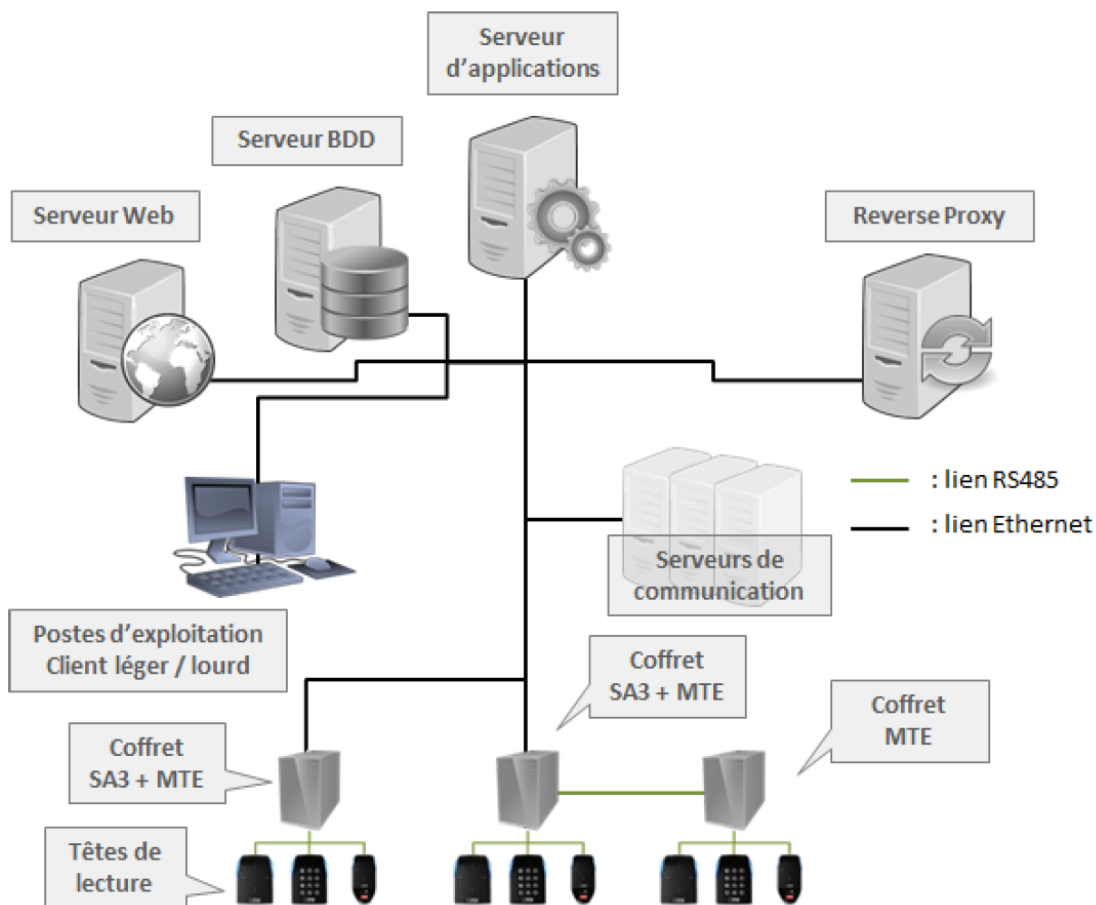 Serveur
d'applications
Serveur BDD
Serveur Web
Reverse Proxy
: lien RS485
: lien Ethernet
Serveurs de
communication
Postes d'exploitation
Client léger / lourd
Coffret
SA3 + MTE
Coffret
MTE
Coffret
SA3 + MTE
Têtes de
lecture